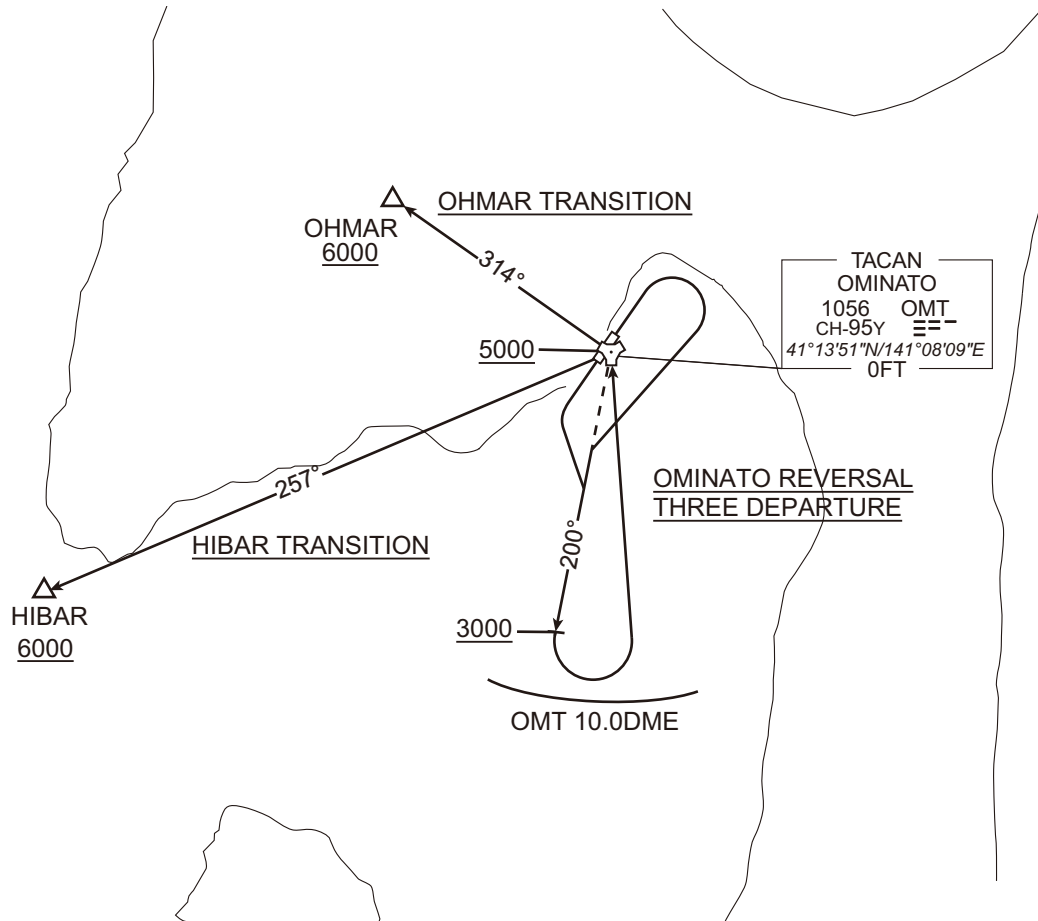 OHMAR TRANSITION
OHMAR
6000
314°
TACAN
OMINATO
1056 OMT
CH-95Y
41°13'51"N/141°08'09"E
0FT
5000
257°
OMINATO REVERSAL
THREE DEPARTURE
HIBAR TRANSITION
200°
HIBAR
6000
3000
OMT 10.0DME